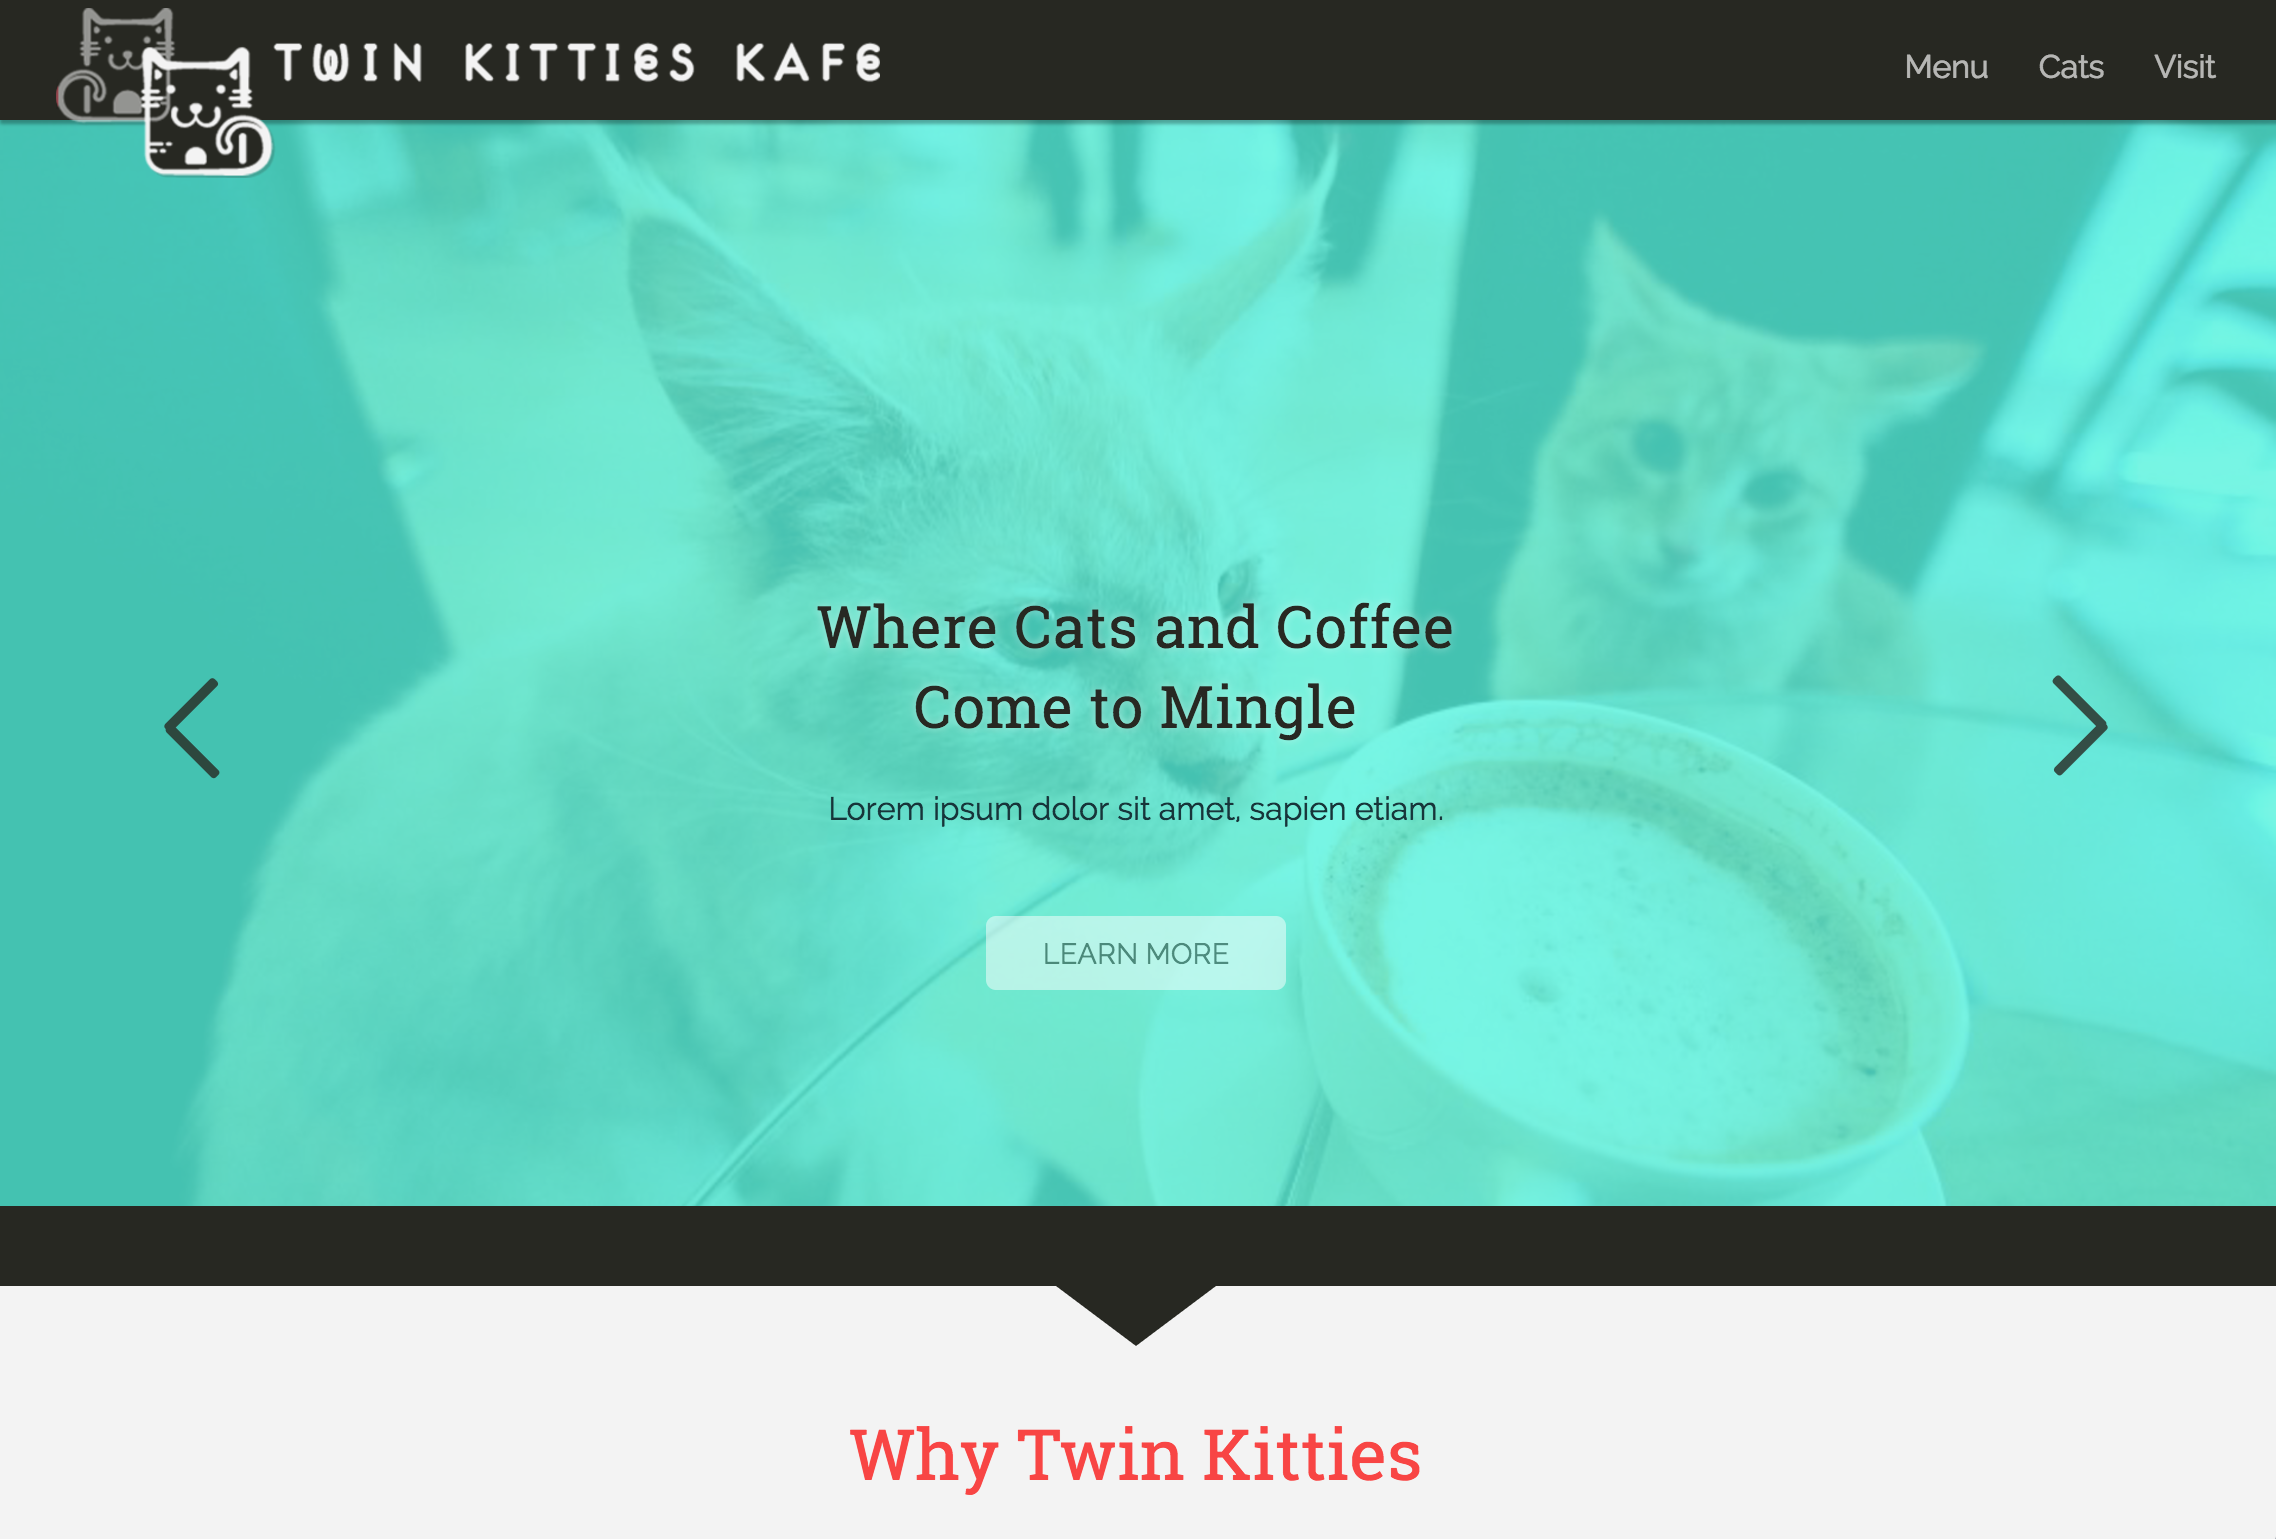 TWIN KITTIES KAFE
Menu Cats Visit
Where Cats and Coffee
Come to Mingle
Lorem ipsum dolor sit amet, sapien etiam.
LEARN MORE
Why Twin Kitties